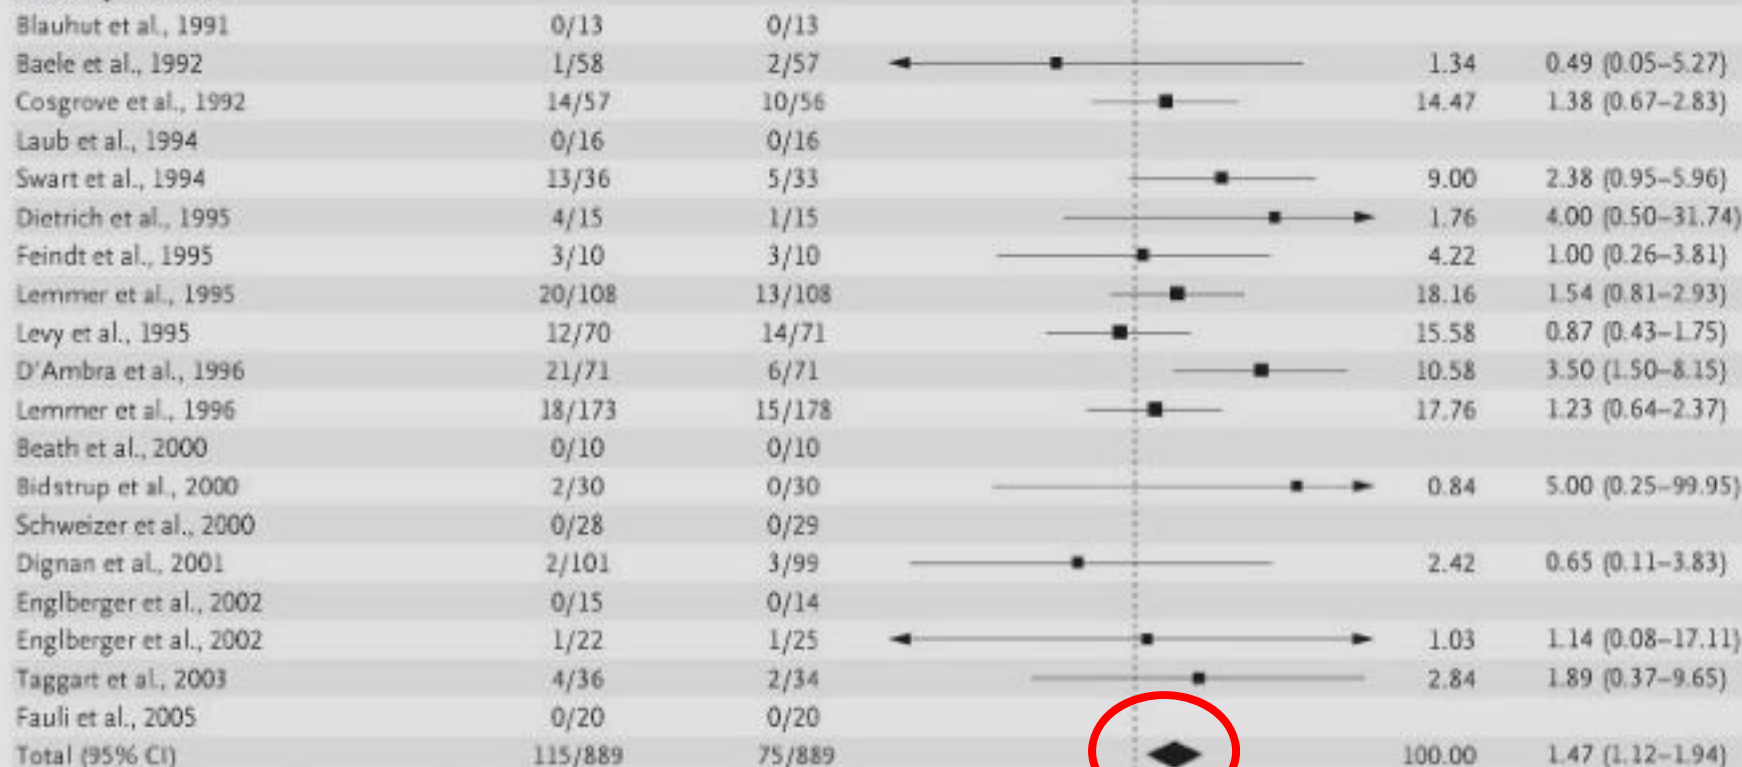 Blauhut et al., 1991 0/13 0/13
Baele et al., 1992 1/58 2/57 1.34 0.49 (0.05–5.27)
Cosgrove et al., 1992 14/57 10/56 14.47 1.38 (0.67–2.83)
Laub et al., 1994 0/16 0/16
Swart et al., 1994 13/36 5/33 9.00 2.38 (0.95–5.96)
Dietrich et al., 1995 4/15 1/15 1.76 4.00 (0.50–31.74)
Feindt et al., 1995 3/10 3/10 4.22 1.00 (0.26–3.81)
Lemmer et al., 1995 20/108 13/108 18.16 1.54 (0.81–2.93)
Levy et al., 1995 12/70 14/71 15.58 0.87 (0.43–1.75)
D'Ambra et al., 1996 21/71 6/71 10.58 3.50 (1.50–8.15)
Lemmer et al., 1996 18/173 15/178 17.76 1.23 (0.64–2.37)
Beath et al., 2000 0/10 0/10
Bidstrup et al., 2000 2/30 0/30 0.84 5.00 (0.25–99.95)
Schweizer et al., 2000 0/28 0/29
Dignan et al., 2001 2/101 3/99 2.42 0.65 (0.11–3.83)
Englberger et al., 2002 0/15 0/14
Englberger et al., 2002 1/22 1/25 1.03 1.14 (0.08–17.11)
Taggart et al., 2003 4/36 2/34 2.84 1.89 (0.37–9.65)
Fauli et al., 2005 0/20 0/20
Total (95% CI) 115/889 75/889 100.00 1.47 (1.12–1.94)